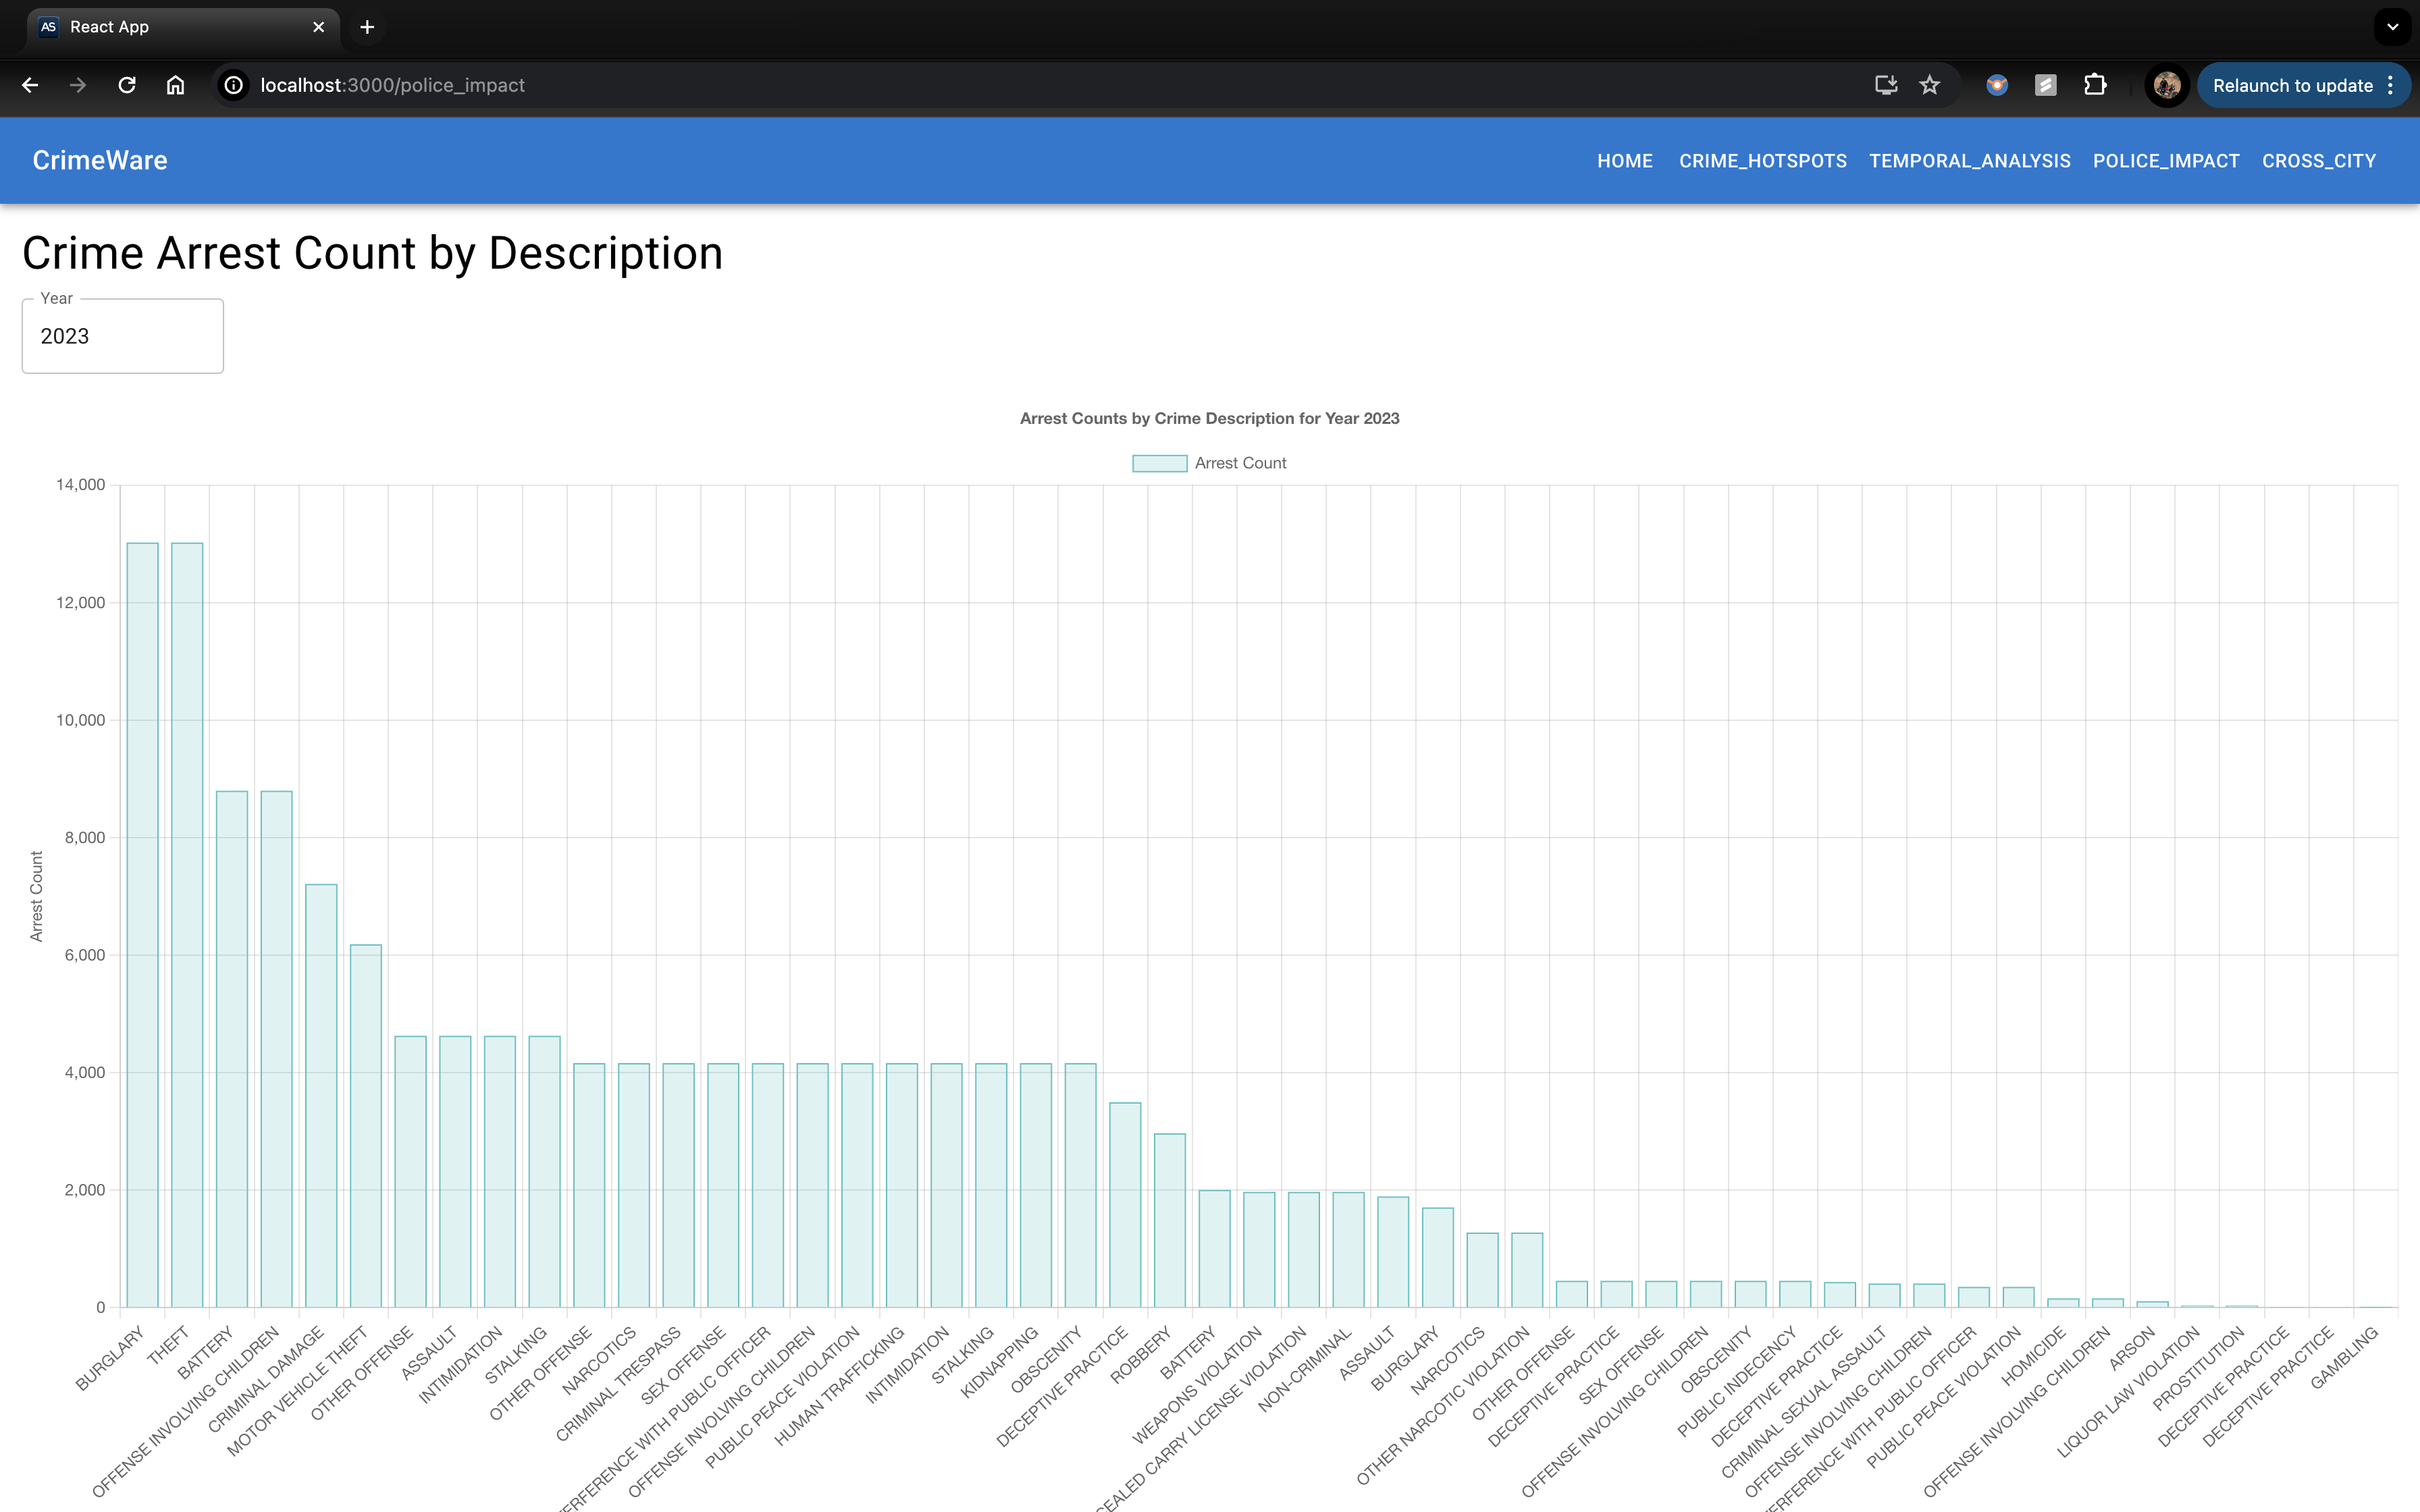 AS React App
localhost:3000/police_impact
Relaunch to update
CrimeWare
HOME CRIME_HOTSPOTS TEMPORAL_ANALYSIS POLICE_IMPACT CROSS_CITY
Crime Arrest Count by Description
Year
2023
Arrest Counts by Crime Description for Year 2023
Arrest Count
14,000
12,000
10,000
8,000
6,000
4,000
2,000
0
Arrest Count
BURGLARY
THEFT
BATTERY
OFFENSE INVOLVING CHILDREN
CRIMINAL DAMAGE
MOTOR VEHICLE THEFT
OTHER OFFENSE
ASSAULT
INTIMIDATION
STALKING
OTHER OFFENSE
NARCOTICS
CRIMINAL TRESPASS
SEX OFFENSE
ERFERENCE WITH PUBLIC OFFICER
OFFENSE INVOLVING CHILDREN
PUBLIC PEACE VIOLATION
HUMAN TRAFFICKING
INTIMIDATION
STALKING
KIDNAPPING
OBSCENITY
DECEPTIVE PRACTICE
ROBBERY
BATTERY
WEAPONS VIOLATION
CEALED CARRY LICENSE VIOLATION
NON-CRIMINAL
ASSAULT
BURGLARY
NARCOTICS
OTHER NARCOTIC VIOLATION
OTHER OFFENSE
DECEPTIVE PRACTICE
SEX OFFENSE
OFFENSE INVOLVING CHILDREN
OBSCENITY
PUBLIC INDECENCY
DECEPTIVE PRACTICE
CRIMINAL SEXUAL ASSAULT
OFFENSE INVOLVING CHILDREN
ERFERENCE WITH PUBLIC OFFICER
PUBLIC PEACE VIOLATION
HOMICIDE
OFFENSE INVOLVING CHILDREN
ARSON
LIQUOR LAW VIOLATION
PROSTITUTION
DECEPTIVE PRACTICE
DECEPTIVE PRACTICE
GAMBLING